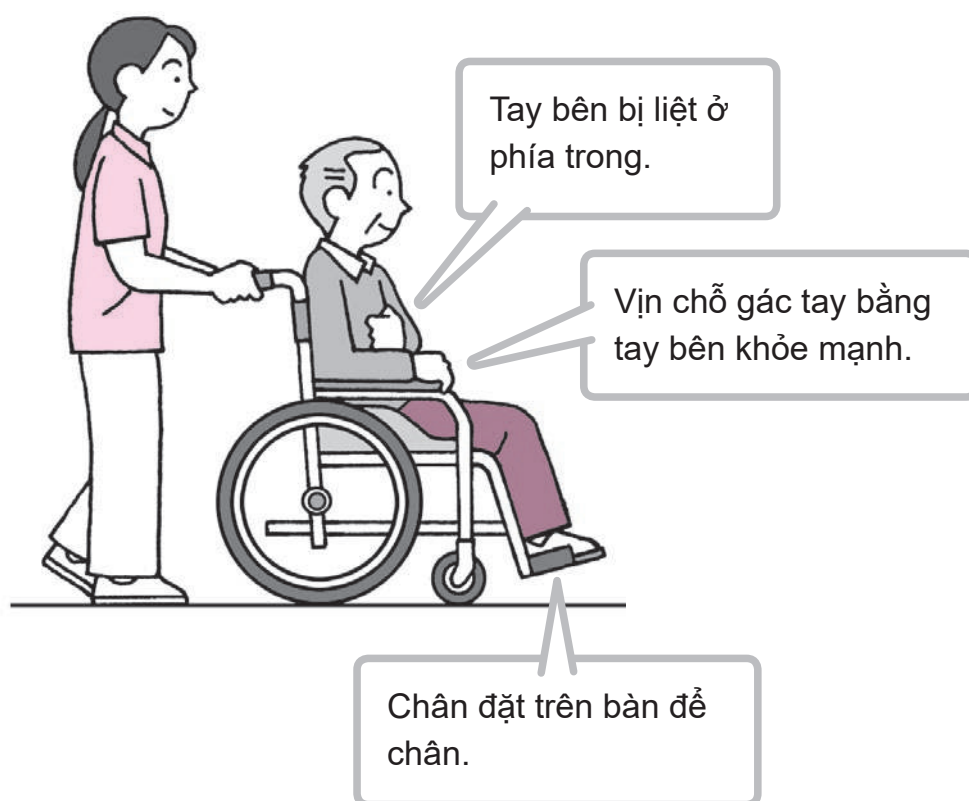 Tay bên bị liệt ở
phía trong.
Vịn chỗ gác tay bằng
tay bên khỏe mạnh.
Chân đặt trên bàn để
chân.